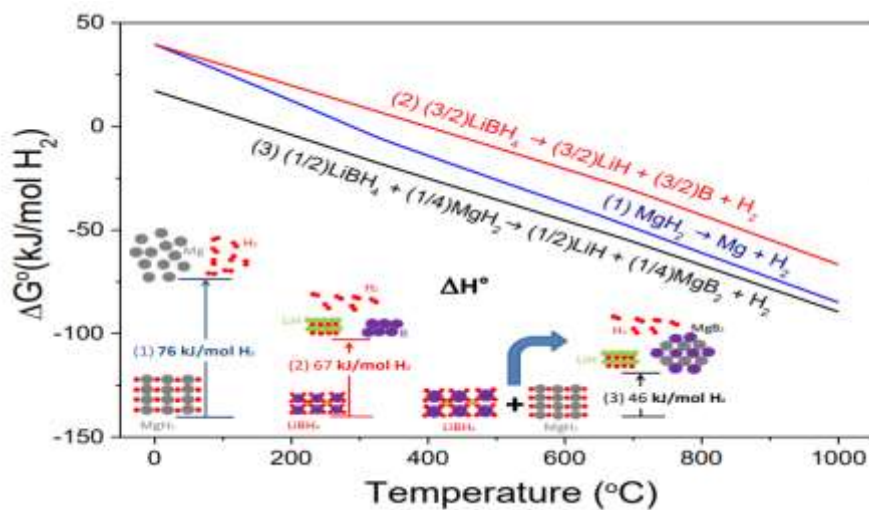 ΔGº(kJ/mol H₂)
50
0
-50
-100
-150
(2) (3/2)LiBH₄ → (3/2)LiH + (3/2)B + H₂
(1) MgH₂ → Mg + H₂
(3) (1/2)LiBH₄ + (1/4)MgH₂ → (1/2)LiH + (1/4)MgB₂ + H₂
Mg
H₂
(1) 76 kJ/mol H₂
MgH₂
H₂
LiH
B
(2) 67 kJ/mol H₂
LiBH₄
ΔHº
LiBH₄
+
MgH₂
H₂
MgB₂
LiH
(3) 46 kJ/mol H₂
0
200
400
600
800
1000
Temperature (ºC)